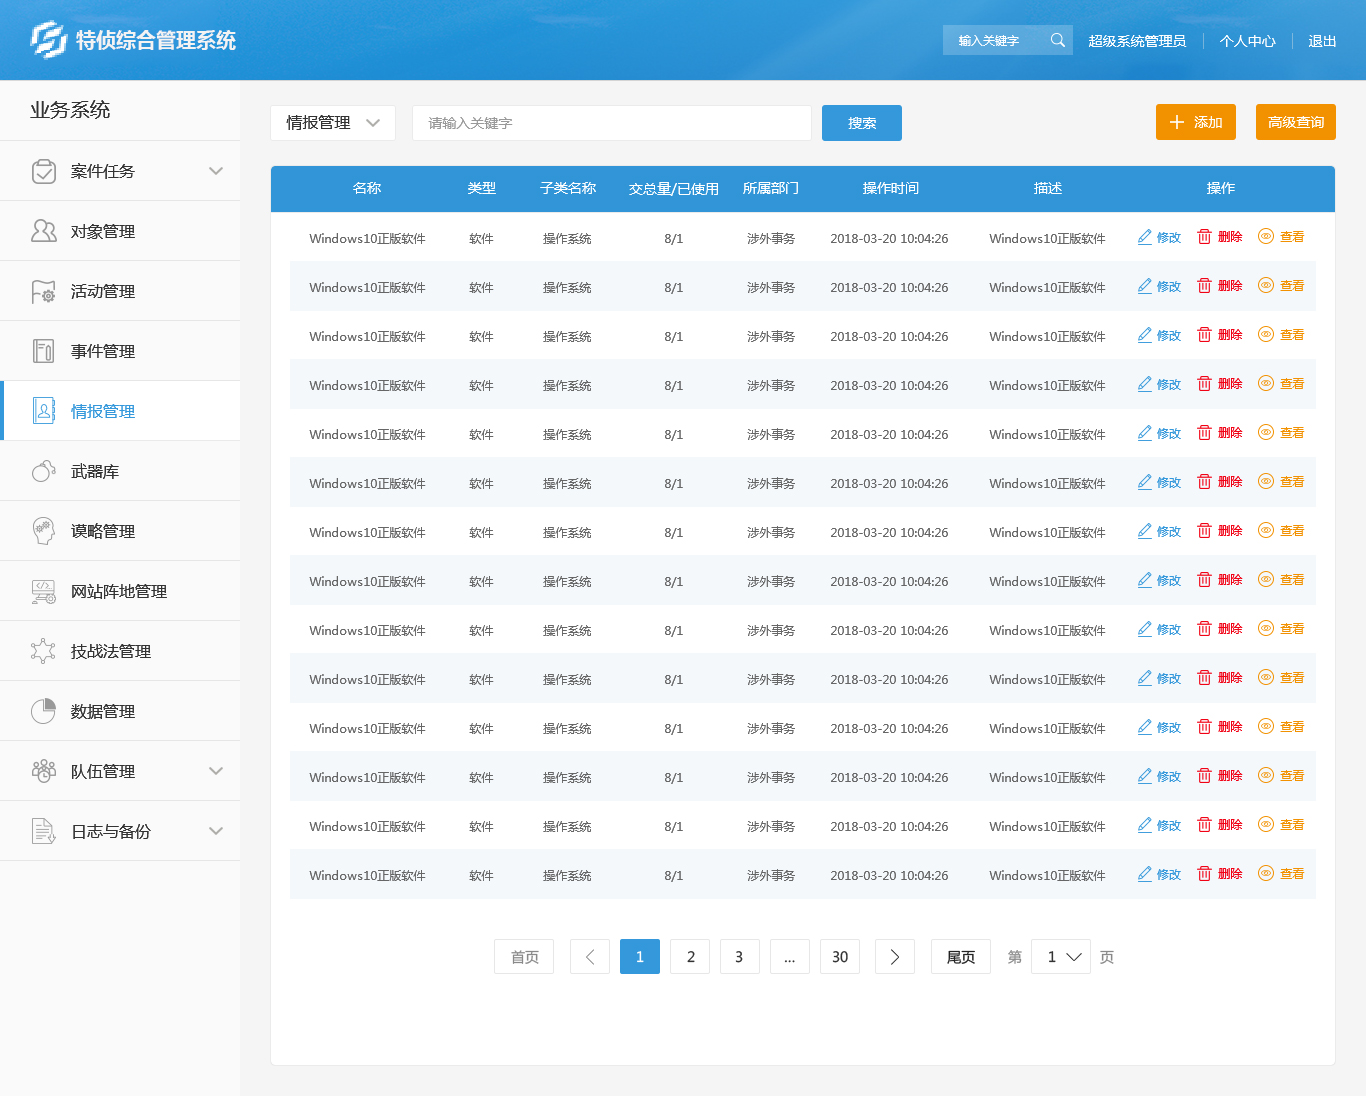 特侦综合管理系统
输入关键字 超级系统管理员 个人中心 退出
业务系统
案件任务
对象管理
活动管理
事件管理
情报管理
武器库
谟略管理
网站阵地管理
技战法管理
数据管理
队伍管理
日志与备份
情报管理 请输入关键字 搜索 添加 高级查询
名称 类型 子类名称 交总量/已使用 所属部门 操作时间 描述 操作
Windows10正版软件 软件 操作系统 8/1 涉外事务 2018-03-20 10:04:26 Windows10正版软件 修改 删除 查看
Windows10正版软件 软件 操作系统 8/1 涉外事务 2018-03-20 10:04:26 Windows10正版软件 修改 删除 查看
Windows10正版软件 软件 操作系统 8/1 涉外事务 2018-03-20 10:04:26 Windows10正版软件 修改 删除 查看
Windows10正版软件 软件 操作系统 8/1 涉外事务 2018-03-20 10:04:26 Windows10正版软件 修改 删除 查看
Windows10正版软件 软件 操作系统 8/1 涉外事务 2018-03-20 10:04:26 Windows10正版软件 修改 删除 查看
Windows10正版软件 软件 操作系统 8/1 涉外事务 2018-03-20 10:04:26 Windows10正版软件 修改 删除 查看
Windows10正版软件 软件 操作系统 8/1 涉外事务 2018-03-20 10:04:26 Windows10正版软件 修改 删除 查看
Windows10正版软件 软件 操作系统 8/1 涉外事务 2018-03-20 10:04:26 Windows10正版软件 修改 删除 查看
Windows10正版软件 软件 操作系统 8/1 涉外事务 2018-03-20 10:04:26 Windows10正版软件 修改 删除 查看
Windows10正版软件 软件 操作系统 8/1 涉外事务 2018-03-20 10:04:26 Windows10正版软件 修改 删除 查看
Windows10正版软件 软件 操作系统 8/1 涉外事务 2018-03-20 10:04:26 Windows10正版软件 修改 删除 查看
Windows10正版软件 软件 操作系统 8/1 涉外事务 2018-03-20 10:04:26 Windows10正版软件 修改 删除 查看
Windows10正版软件 软件 操作系统 8/1 涉外事务 2018-03-20 10:04:26 Windows10正版软件 修改 删除 查看
Windows10正版软件 软件 操作系统 8/1 涉外事务 2018-03-20 10:04:26 Windows10正版软件 修改 删除 查看
首页 1 2 3 ... 30 尾页 第 1 页